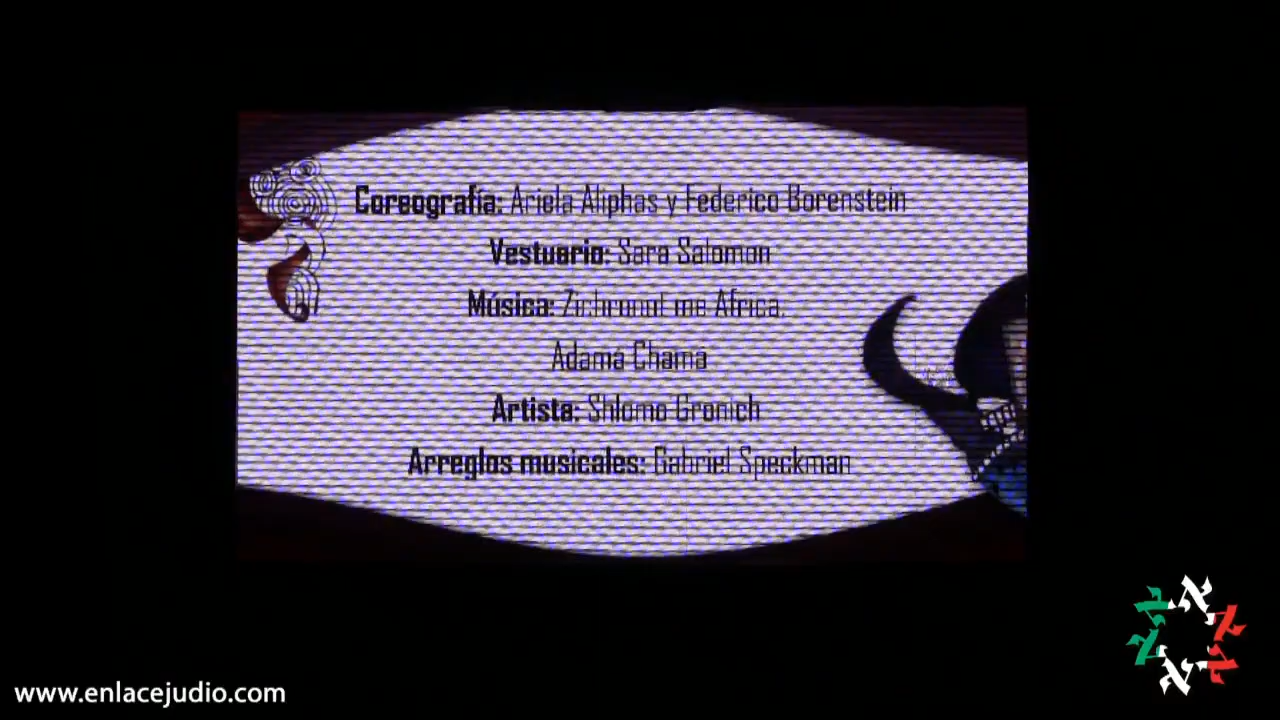 Coreografía: Ariela Aliphas y Federico Borenstein
Vestuario: Sara Salomon
Música: Zichronot me Africa,
Adamá Chamá
Artista: Shlomo Gronich
Arreglos musicales: Gabriel Speckman
www.enlacejudio.com